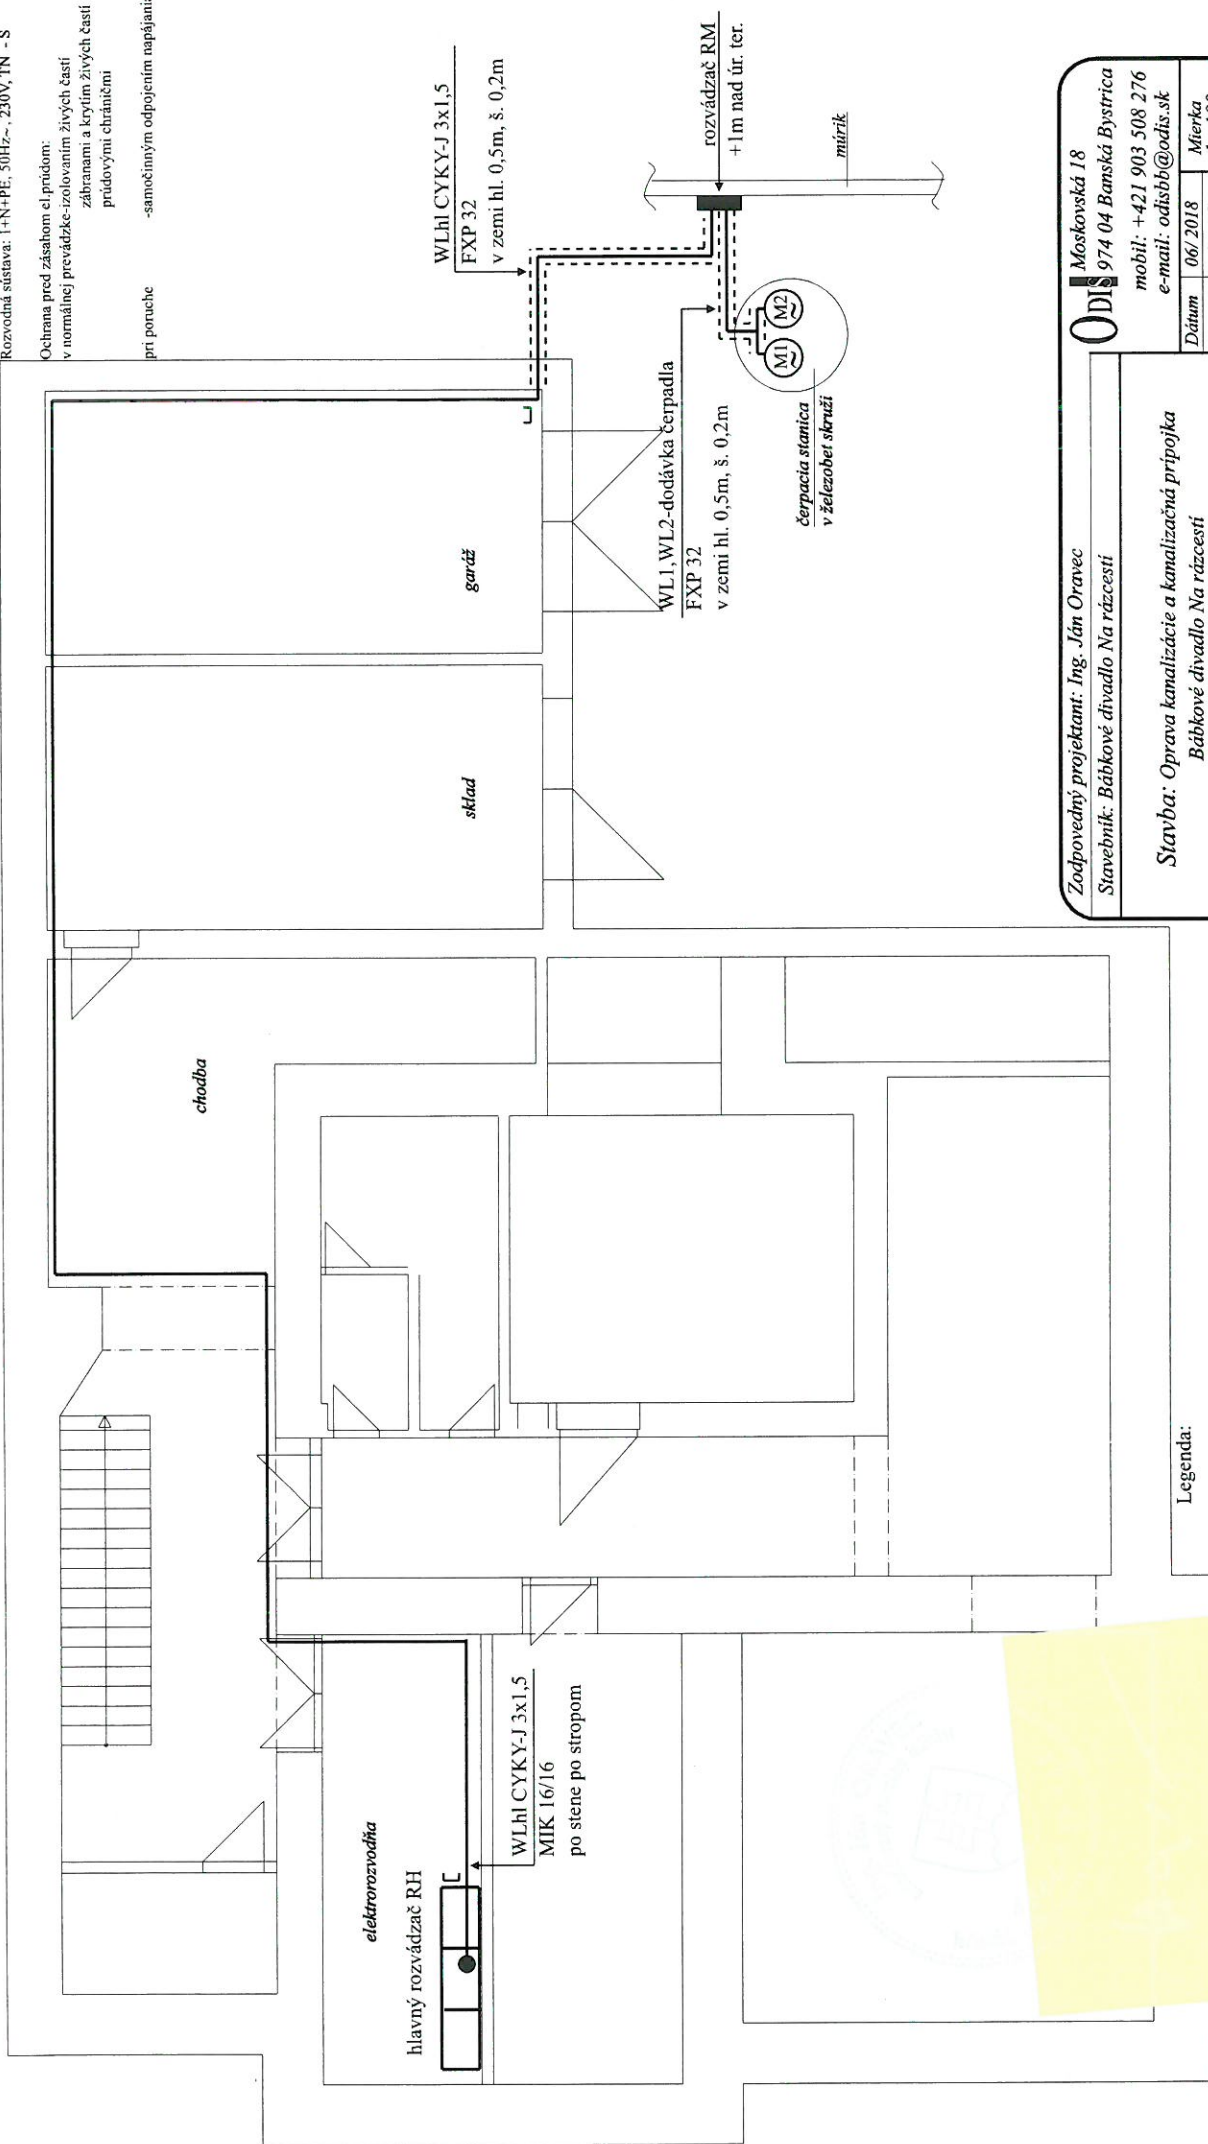 Rozvodná sústava: 1+N+PE, 50Hz~, 230V, TN - S
Ochrana pred zásahom el.prúdom:
v normálnej prevádzke-izolovaním živých častí
zábranami a krytím živých častí
prúdovými chráničmi
pri poruche -samočinným odpojením napájania
WLhl CYKY-J 3x1,5
FXP 32
v zemi hl. 0,5m, š. 0,2m
rozvádzač RM
+1m nad úr. ter.
múrik
M1
M2
WL1,WL2-dodávka čerpadla
FXP 32
v zemi hl. 0,5m, š. 0,2m
čerpacia stanica
v železobet skruži
garáž
sklad
chodba
elektrorozvodňa
hlavný rozvádzač RH
WLhl CYKY-J 3x1,5
MIK 16/16
po stene po stropom
Legenda:
Zodpovedný projektant: Ing. Ján Oravec
Stavebník: Bábkové divadlo Na rázcestí
ODIS Moskovská 18
974 04 Banská Bystrica
mobil: +421 903 508 276
e-mail: odisbb@odis.sk
Stavba: Oprava kanalizácie a kanalizačná prípojka
Bábkové divadlo Na rázcestí
Dátum 06/2018 Mierka